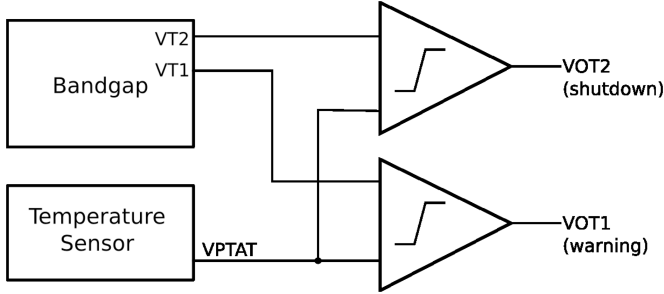 VT2
VT1
Bandgap
VOT2
(shutdown)
Temperature
Sensor
VPTAT
VOT1
(warning)